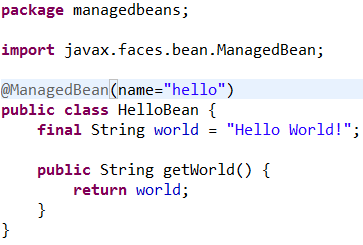 package managedbeans;
import javax.faces.bean.ManagedBean;
@ManagedBean(name="hello")
public class HelloBean {
    final String world = "Hello World!";
    public String getWorld() {
        return world;
    }
}